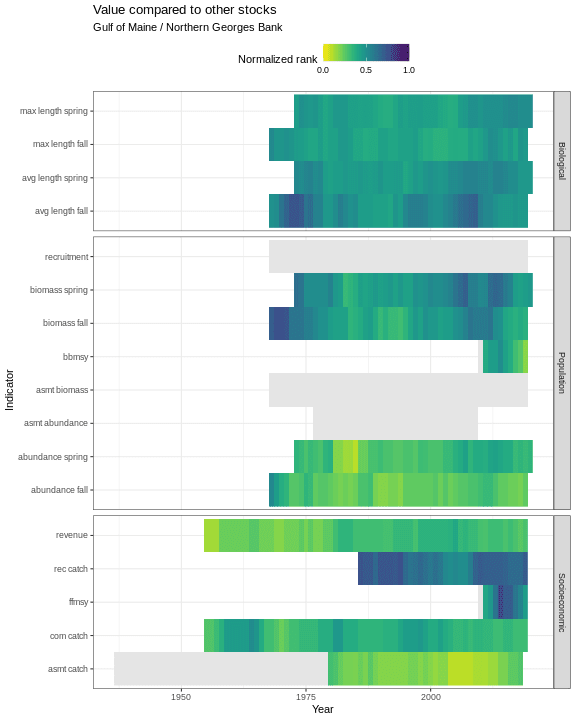 Value compared to other stocks
Gulf of Maine / Northern Georges Bank
Normalized rank
0.0 0.5 1.0
max length spring
max length fall
avg length spring
avg length fall
Biological
recruitment
biomass spring
biomass fall
bbmsy
asmt biomass
asmt abundance
abundance spring
abundance fall
Population
revenue
rec catch
ffmsy
com catch
asmt catch
Socioeconomic
Indicator
1950 1975 2000
Year